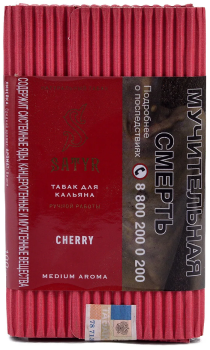 SATYR
ТАБАК ДЛЯ
КАЛЬЯНА
CHERRY
MEDIUM AROMA
СОДЕРЖИТ СИСТЕМНЫЕ ЯДЫ, КАНЦЕРОГЕННЫЕ И МУТАГЕННЫЕ ВЕЩЕСТВА
МУЧИТЕЛЬНАЯ
СМЕРТЬ
Подробнее
о последствиях
8 800 200 0 200